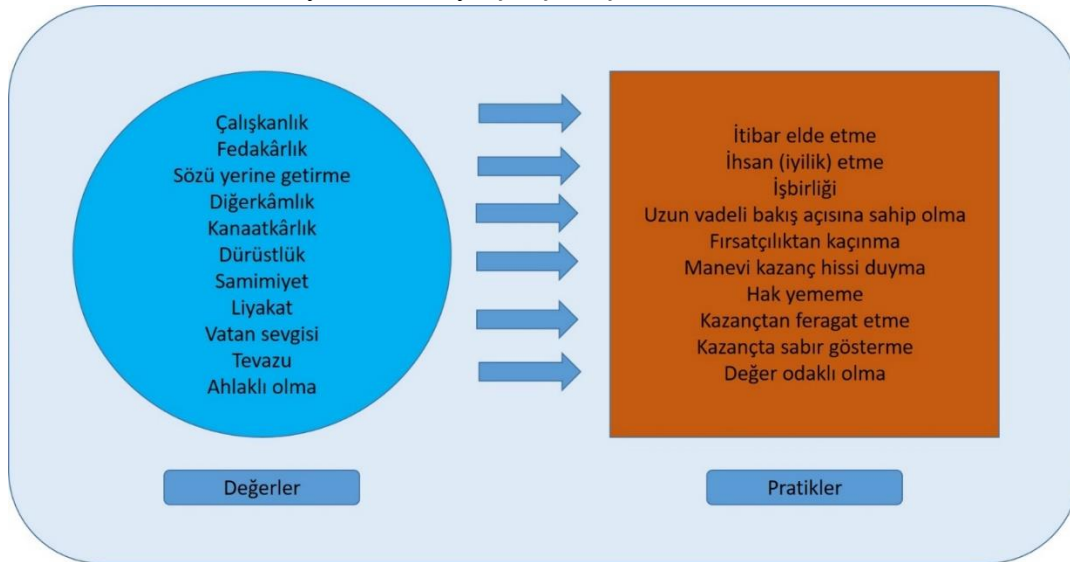 Çalışkanlık
Fedakârlık
Sözü yerine getirme
Diğerkâmlık
Kanaatkârlık
Dürüstlük
Samimiyet
Liyakat
Vatan sevgisi
Tevazu
Ahlaklı olma
Değerler
İtibar elde etme
İhsan (iyilik) etme
İşbirliği
Uzun vadeli bakış açısına sahip olma
Fırsatçılıktan kaçınma
Manevi kazanç hissi duyma
Hak yememe
Kazançtan feragat etme
Kazançta sabır gösterme
Değer odaklı olma
Pratikler